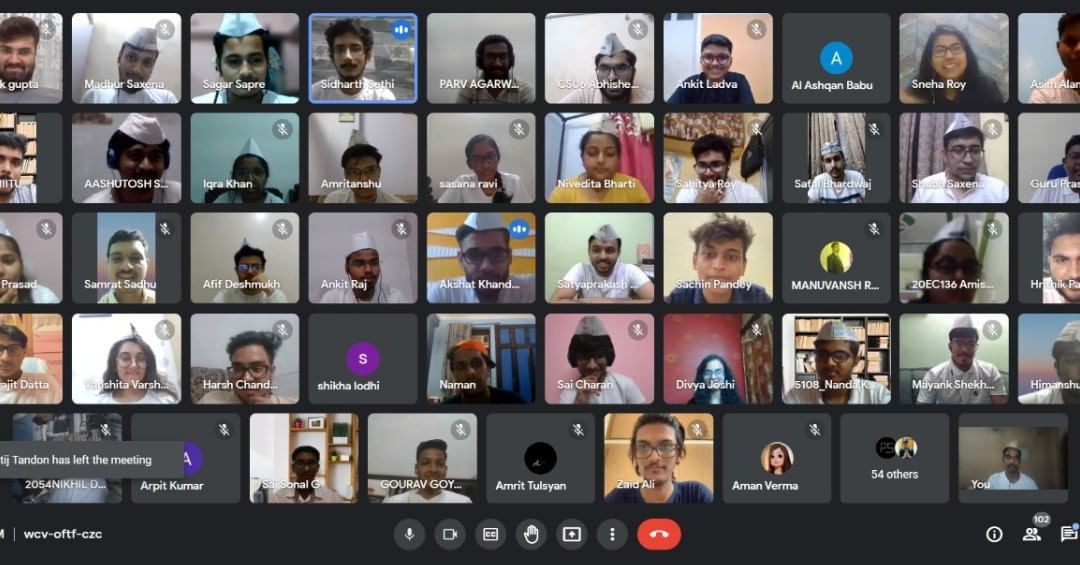 k gupta
Madhur Saxena
Sagar Sapre
Sidharth Sethi
PARV AGARW...
CS06 Abhishe...
Ankit Ladva
A
Al Ashqan Babu
Sneha Roy
Asim Alan
IIITU
AASHUTOSH S...
Iqra Khan
Amritanshu
sasana ravi
Nivedita Bharti
Sahitya Roy
Safal Bhardwaj
Shubh Saxena
Guru Pras
Prasad
Samrat Sadhu
Afif Deshmukh
Ankit Raj
Akshat Khand...
Satyaprakash ...
Sachin Pandey
MANUVANSH R...
20EC136 Amis...
Hrithik Pa
ajit Datta
Varshita Varsh...
Harsh Chand...
S
shikha lodhi
Naman
Sai Charan
Divya Joshi
5108_Nanda K...
Mayank Shekh...
Himanshu
tij Tandon has left the meeting
2054NIKHIL D...
A
Arpit Kumar
Sai Sonal G
GOURAV GOY...
Amrit Tulsyan
Zaid Ali
Aman Verma
54 others
You
M | wcv-oftf-czc
CC
102